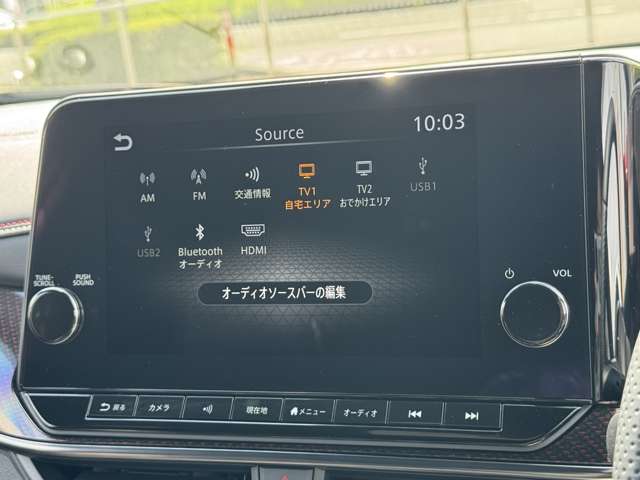 Source
10:03
AM
FM
交通情報
TV1
自宅エリア
TV2
おでかけエリア
USB1
USB2
Bluetooth
オーディオ
HDMI
オーディオソースバーの編集
TUNE-
SCROLL
PUSH
SOUND
VOL
戻る
カメラ
現在地
メニュー
オーディオ